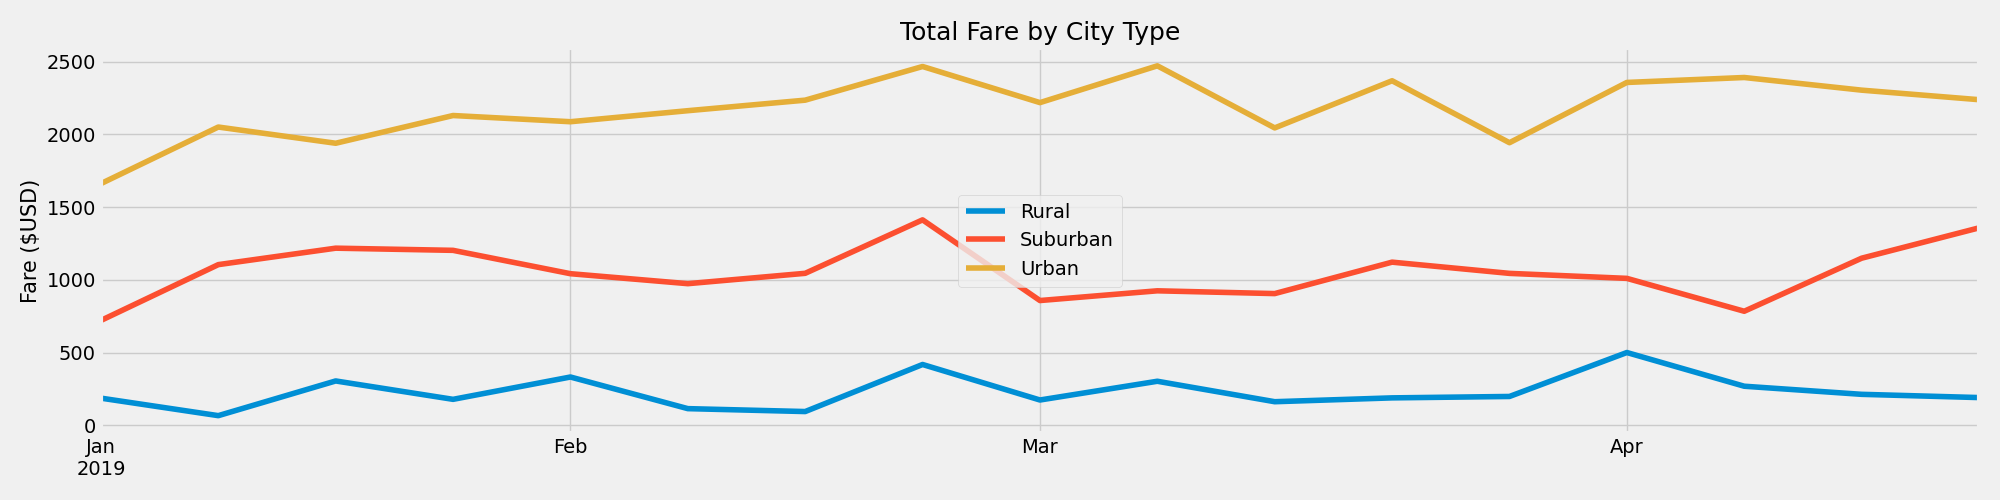 Total Fare by City Type
Fare ($USD)
2500
2000
1500
1000
500
0
Rural
Suburban
Urban
Jan
2019
Feb
Mar
Apr